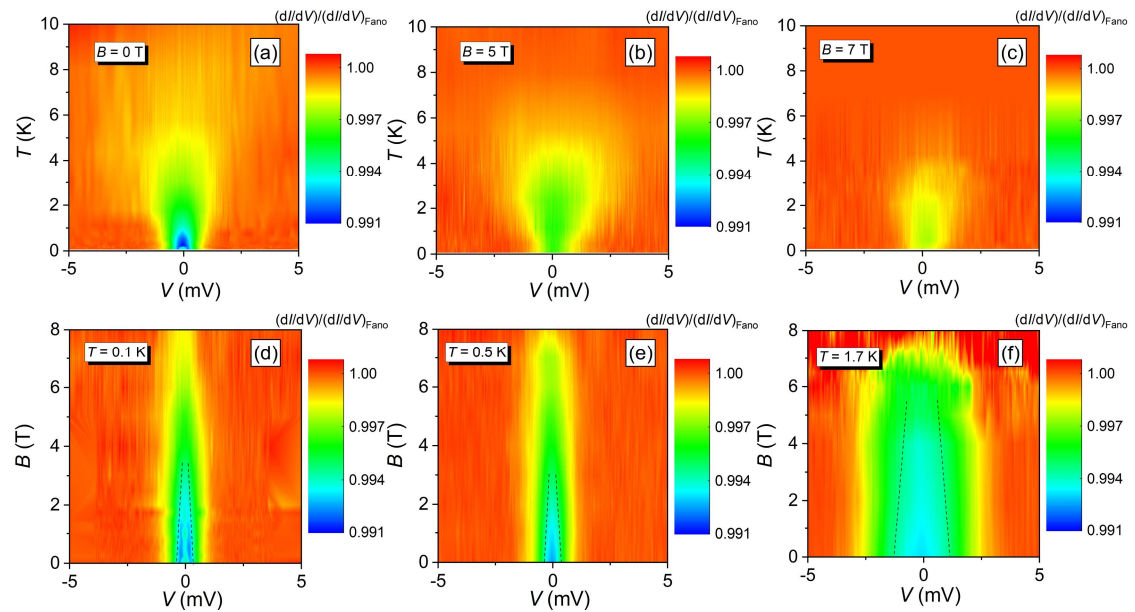 (dI/dV)/(dI/dV)Fano
B = 0 T
(a)
10
8
6
4
2
0
T (K)
-5
0
5
V (mV)
1.00
0.997
0.994
0.991
(dI/dV)/(dI/dV)Fano
B = 5 T
(b)
10
8
6
4
2
0
T (K)
-5
0
5
V (mV)
1.00
0.997
0.994
0.991
(dI/dV)/(dI/dV)Fano
B = 7 T
(c)
10
8
6
4
2
0
T (K)
-5
0
5
V (mV)
1.00
0.997
0.994
0.991
(dI/dV)/(dI/dV)Fano
T = 0.1 K
(d)
8
6
4
2
0
B (T)
-5
0
5
V (mV)
1.00
0.997
0.994
0.991
(dI/dV)/(dI/dV)Fano
T = 0.5 K
(e)
8
6
4
2
0
B (T)
-5
0
5
V (mV)
1.00
0.997
0.994
0.991
(dI/dV)/(dI/dV)Fano
T = 1.7 K
(f)
8
6
4
2
0
B (T)
-5
0
5
V (mV)
1.00
0.997
0.994
0.991